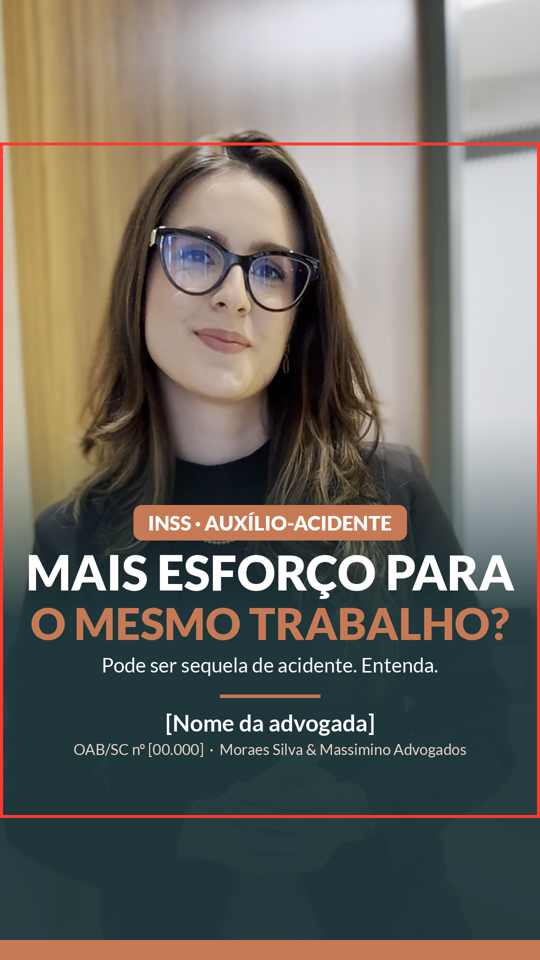 INSS · AUXÍLIO-ACIDENTE
MAIS ESFORÇO PARA
O MESMO TRABALHO?
Pode ser sequela de acidente. Entenda.
[Nome da advogada]
OAB/SC nº [00.000] · Moraes Silva & Massimino Advogados